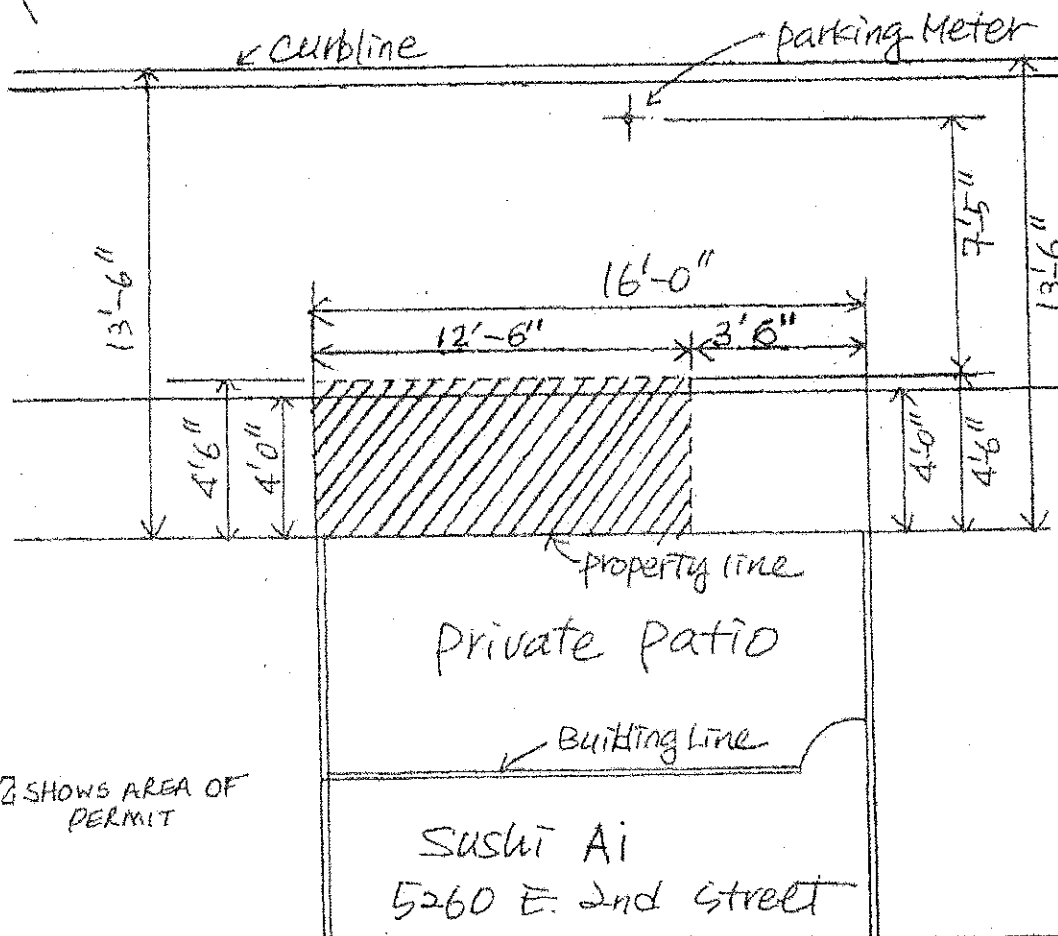 Curbline
parking Meter
13'-6"
16'-0"
12'-6"
3'6"
7'5"
13'-6"
4'6"
4'0"
4'0"
4'6"
property line
private patio
Building Line
SHOWS AREA OF
PERMIT
Sushi Ai
5260 E. 2nd Street